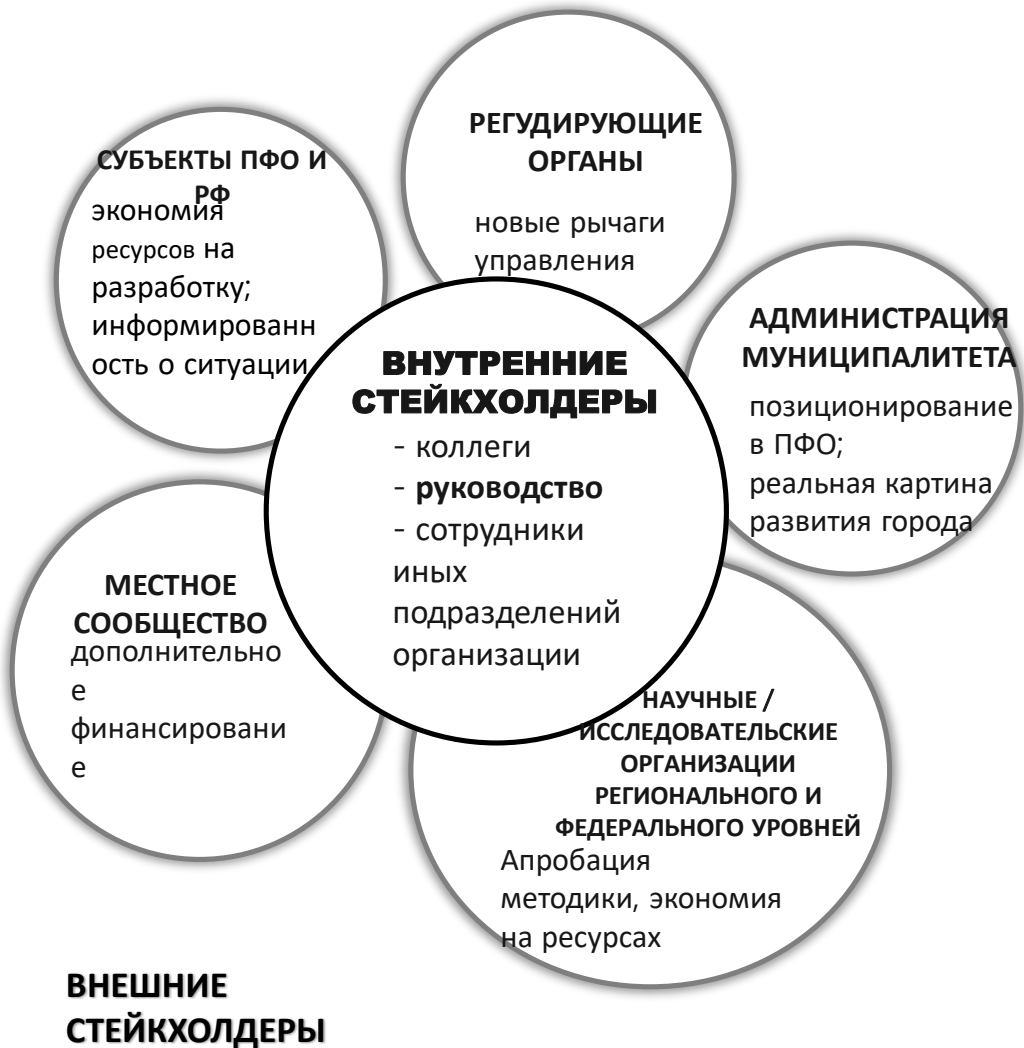 РЕГУДИРУЮЩИЕ
ОРГАНЫ
новые рычаги
управления
СУБЪЕКТЫ ПФО И
РФ
экономия
ресурсов на
разработку;
информированн
ость о ситуации
АДМИНИСТРАЦИЯ
МУНИЦИПАЛИТЕТА
позиционирование
в ПФО;
реальная картина
развития города
ВНУТРЕННИЕ
СТЕЙКХОЛДЕРЫ
- коллеги
- руководство
- сотрудники
иных
подразделений
организации
МЕСТНОЕ
СООБЩЕСТВО
дополнительно
е
финансировани
е
НАУЧНЫЕ /
ИССЛЕДОВАТЕЛЬСКИЕ
ОРГАНИЗАЦИИ
РЕГИОНАЛЬНОГО И
ФЕДЕРАЛЬНОГО УРОВНЕЙ
Апробация
методики, экономия
на ресурсах
ВНЕШНИЕ
СТЕЙКХОЛДЕРЫ